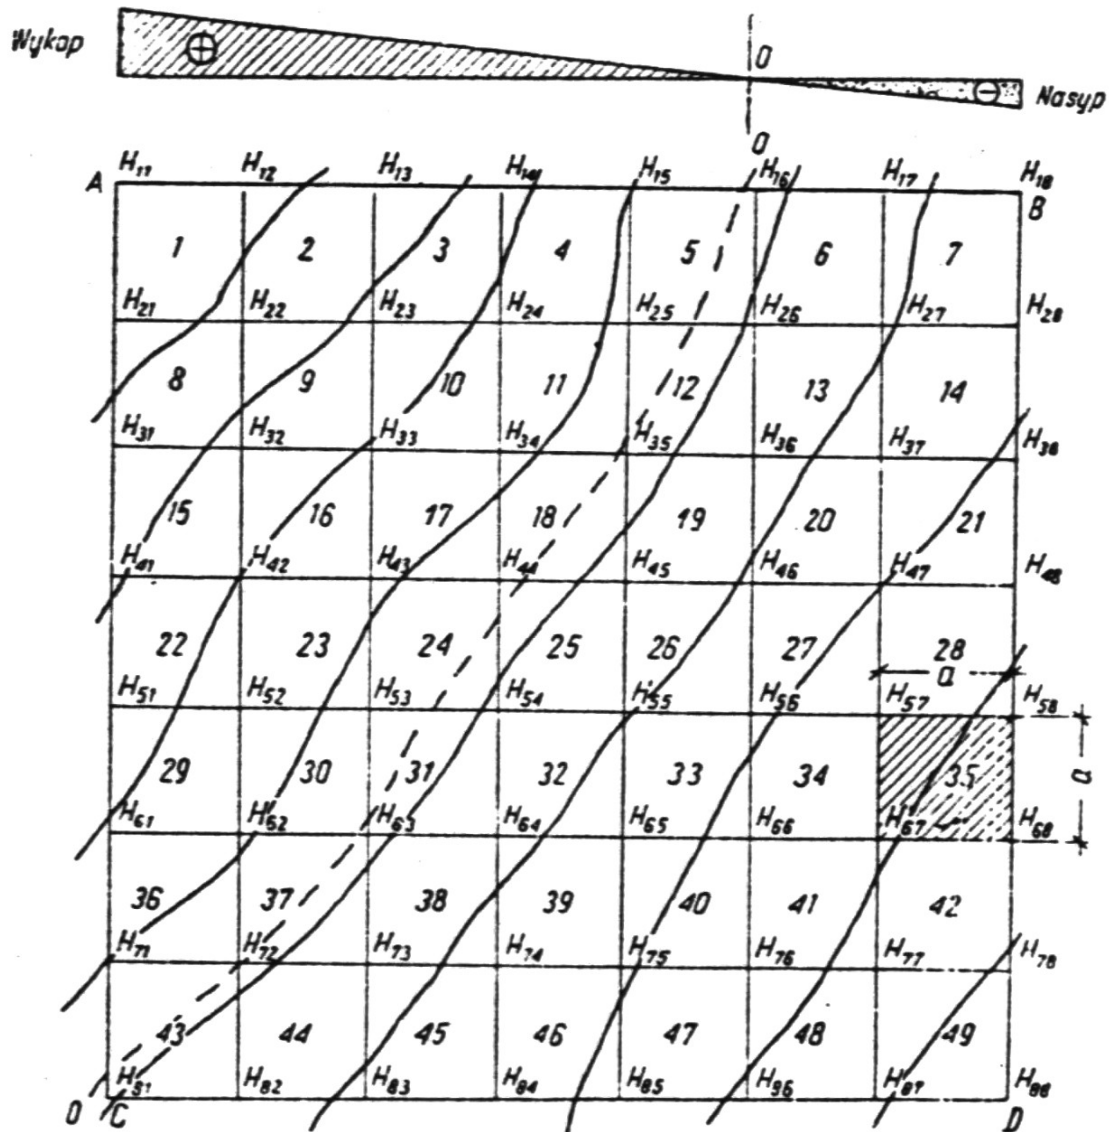 Wykop
0
Nasyp
0
A H11 H12 H13 H14 H15 H16 H17 H18
B
1 2 3 4 5 6 7
H21 H22 H23 H24 H25 H26 H27 H28
8 9 10 11 12 13 14
H31 H32 H33 H34 H35 H36 H37 H38
15 16 17 18 19 20 21
H41 H42 H43 H44 H45 H46 H47 H48
22 23 24 25 26 27 28
a
H51 H52 H53 H54 H55 H56 H57 H58
29 30 31 32 33 34 35 a
H61 H62 H63 H64 H65 H66 H67 H68
36 37 38 39 40 41 42
H71 H72 H73 H74 H75 H76 H77 H78
43 44 45 46 47 48 49
H81 H82 H83 H84 H85 H86 H87 H88
0 C D